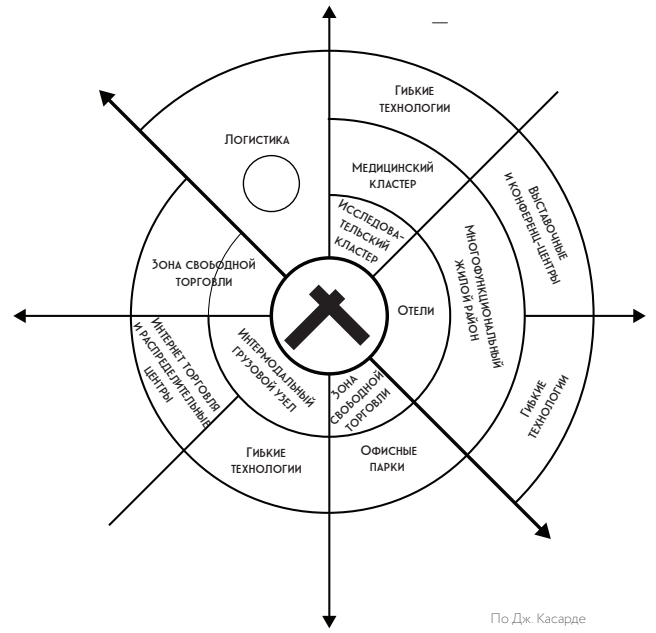 —
Гибкие
технологии
Логистика
Медицинский
кластер
Исследова-
тельский
кластер
Выставочные
и конференц-центры
Многофункциональный
жилой район
Зона свободной
торговли
Отели
Интернет торговля
и распределительные
центры
Интермодальный
грузовой узел
Зона
свободной
торговли
Гибкие
технологии
Гибкие
технологии
Офисные
парки
По Дж. Касарде